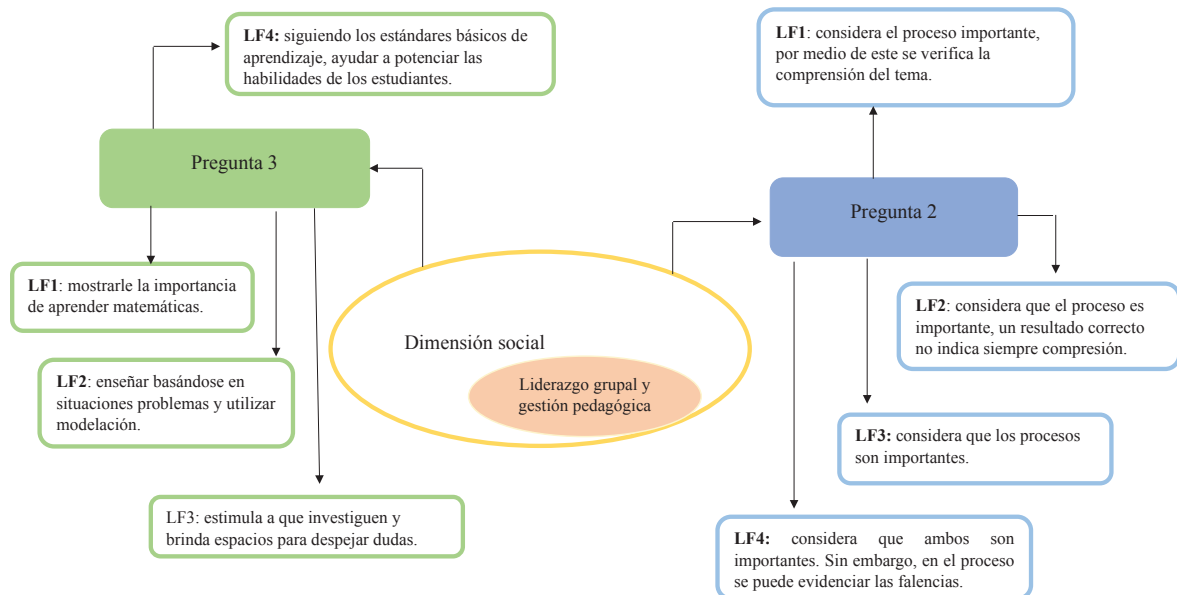 LF4: siguiendo los estándares básicos de
aprendizaje, ayudar a potenciar las
habilidades de los estudiantes.
Pregunta 3
LF1: mostrarle la importancia
de aprender matemáticas.
LF2: enseñar basándose en
situaciones problemas y utilizar
modelación.
LF3: estimula a que investiguen y
brinda espacios para despejar dudas.
Dimensión social
Liderazgo grupal y
gestión pedagógica
LF1: considera el proceso importante,
por medio de este se verifica la
comprensión del tema.
Pregunta 2
LF2: considera que el proceso es
importante, un resultado correcto
no indica siempre compresión.
LF3: considera que los procesos
son importantes.
LF4: considera que ambos son
importantes. Sin embargo, en el proceso
se puede evidenciar las falencias.